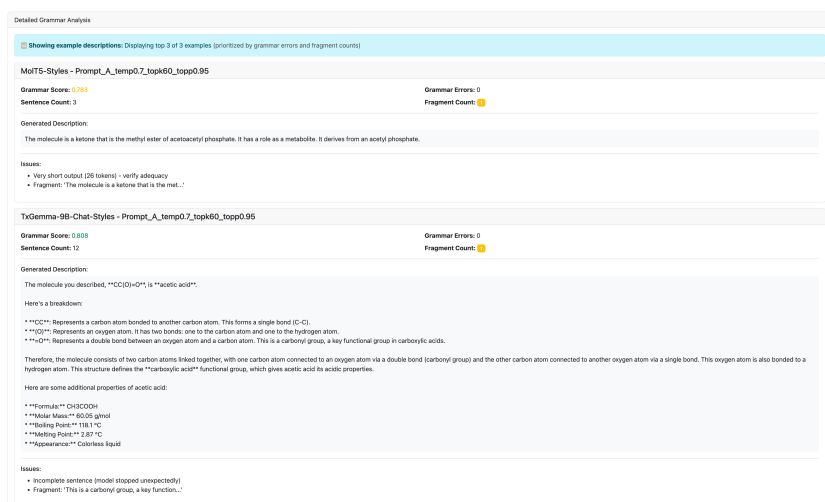 Detailed Grammar Analysis
Showing example descriptions: Displaying top 3 of 3 examples (prioritized by grammar errors and fragment counts)
MolT5-Styles - Prompt_A_temp0.7_topk60_topp0.95
Grammar Score: 0.783
Grammar Errors: 0
Sentence Count: 3
Fragment Count: 1
Generated Description:
The molecule is a ketone that is the methyl ester of acetoacetyl phosphate. It has a role as a metabolite. It derives from an acetyl phosphate.
Issues:
• Very short output (26 tokens) - verify adequacy
• Fragment: 'The molecule is a ketone that is the met...'
TxGemma-9B-Chat-Styles - Prompt_A_temp0.7_topk60_topp0.95
Grammar Score: 0.808
Grammar Errors: 0
Sentence Count: 12
Fragment Count: 1
Generated Description:
The molecule you described, **CC(O)=O**, is **acetic acid**.
Here's a breakdown:
* **CC**: Represents a carbon atom bonded to another carbon atom. This forms a single bond (C-C).
* **(O)**: Represents an oxygen atom. It has two bonds: one to the carbon atom and one to the hydrogen atom.
* **=O**: Represents a double bond between an oxygen atom and a carbon atom. This is a carbonyl group, a key functional group in carboxylic acids.
Therefore, the molecule consists of two carbon atoms linked together, with one carbon atom connected to an oxygen atom via a double bond (carbonyl group) and the other carbon atom connected to another oxygen atom via a single bond. This oxygen atom is also bonded to a
hydrogen atom. This structure defines the **carboxylic acid** functional group, which gives acetic acid its acidic properties.
Here are some additional properties of acetic acid:
* **Formula:** CH3COOH
* **Molar Mass:** 60.05 g/mol
* **Boiling Point:** 118.1 °C
* **Melting Point:** 2.87 °C
* **Appearance:** Colorless liquid
Issues:
• Incomplete sentence (model stopped unexpectedly)
• Fragment: 'This is a carbonyl group, a key function...'